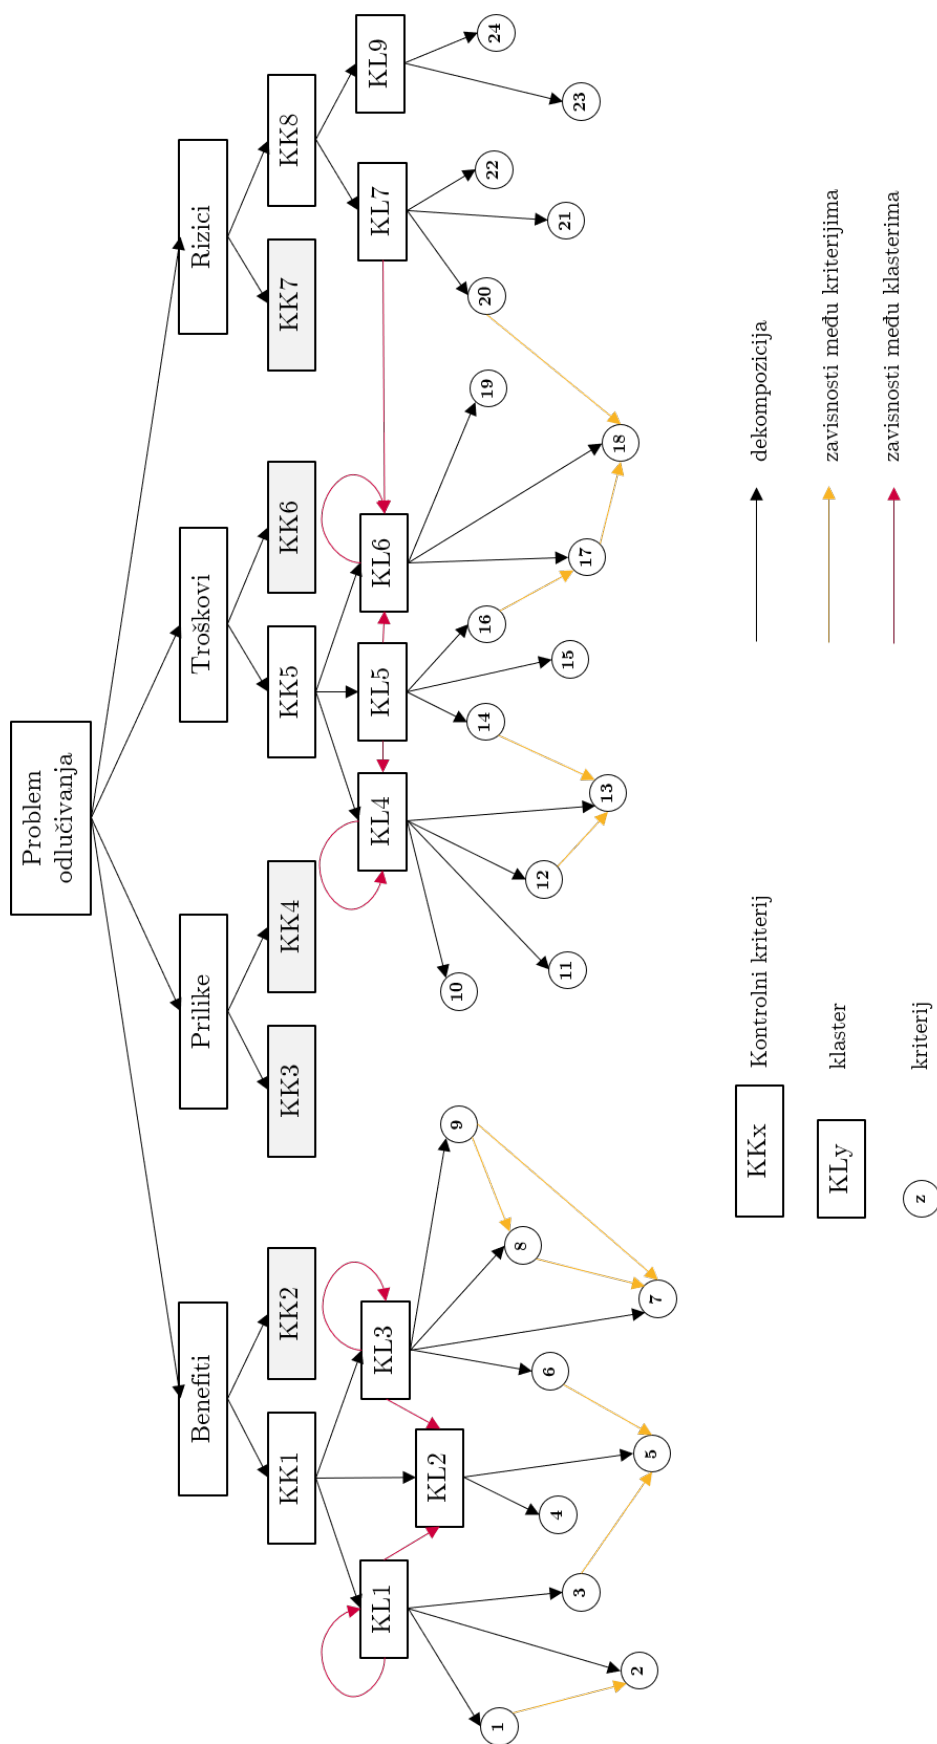 Problem
odlučivanja
Benefiti
Prilike
Troškovi
Rizici
KK1
KK2
KK3
KK4
KK5
KK6
KK7
KK8
KL1
KL2
KL3
KL4
KL5
KL6
KL7
KL9
1
2
3
4
5
6
7
8
9
10
11
12
13
14
15
16
17
18
19
20
21
22
23
24
KKx
Kontrolni kriterij
KLy
klaster
z
kriterij
dekompozicija
zavisnosti među kriterijima
zavisnosti među klasterima